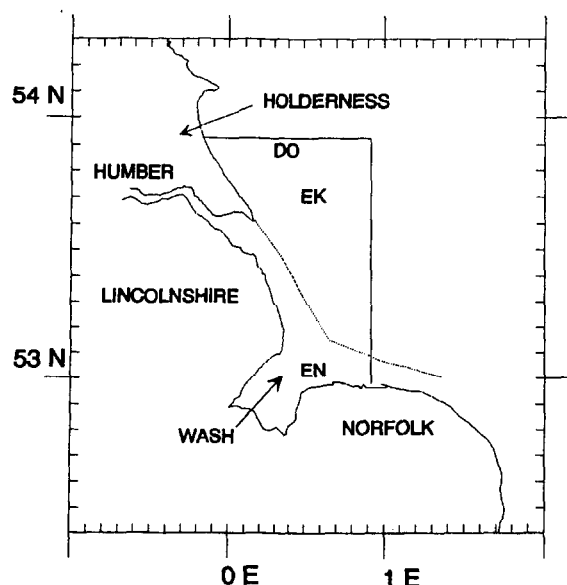 54 N
HOLDERNESS
DO
HUMBER
EK
LINCOLNSHIRE
53 N
EN
WASH
NORFOLK
0 E
1 E